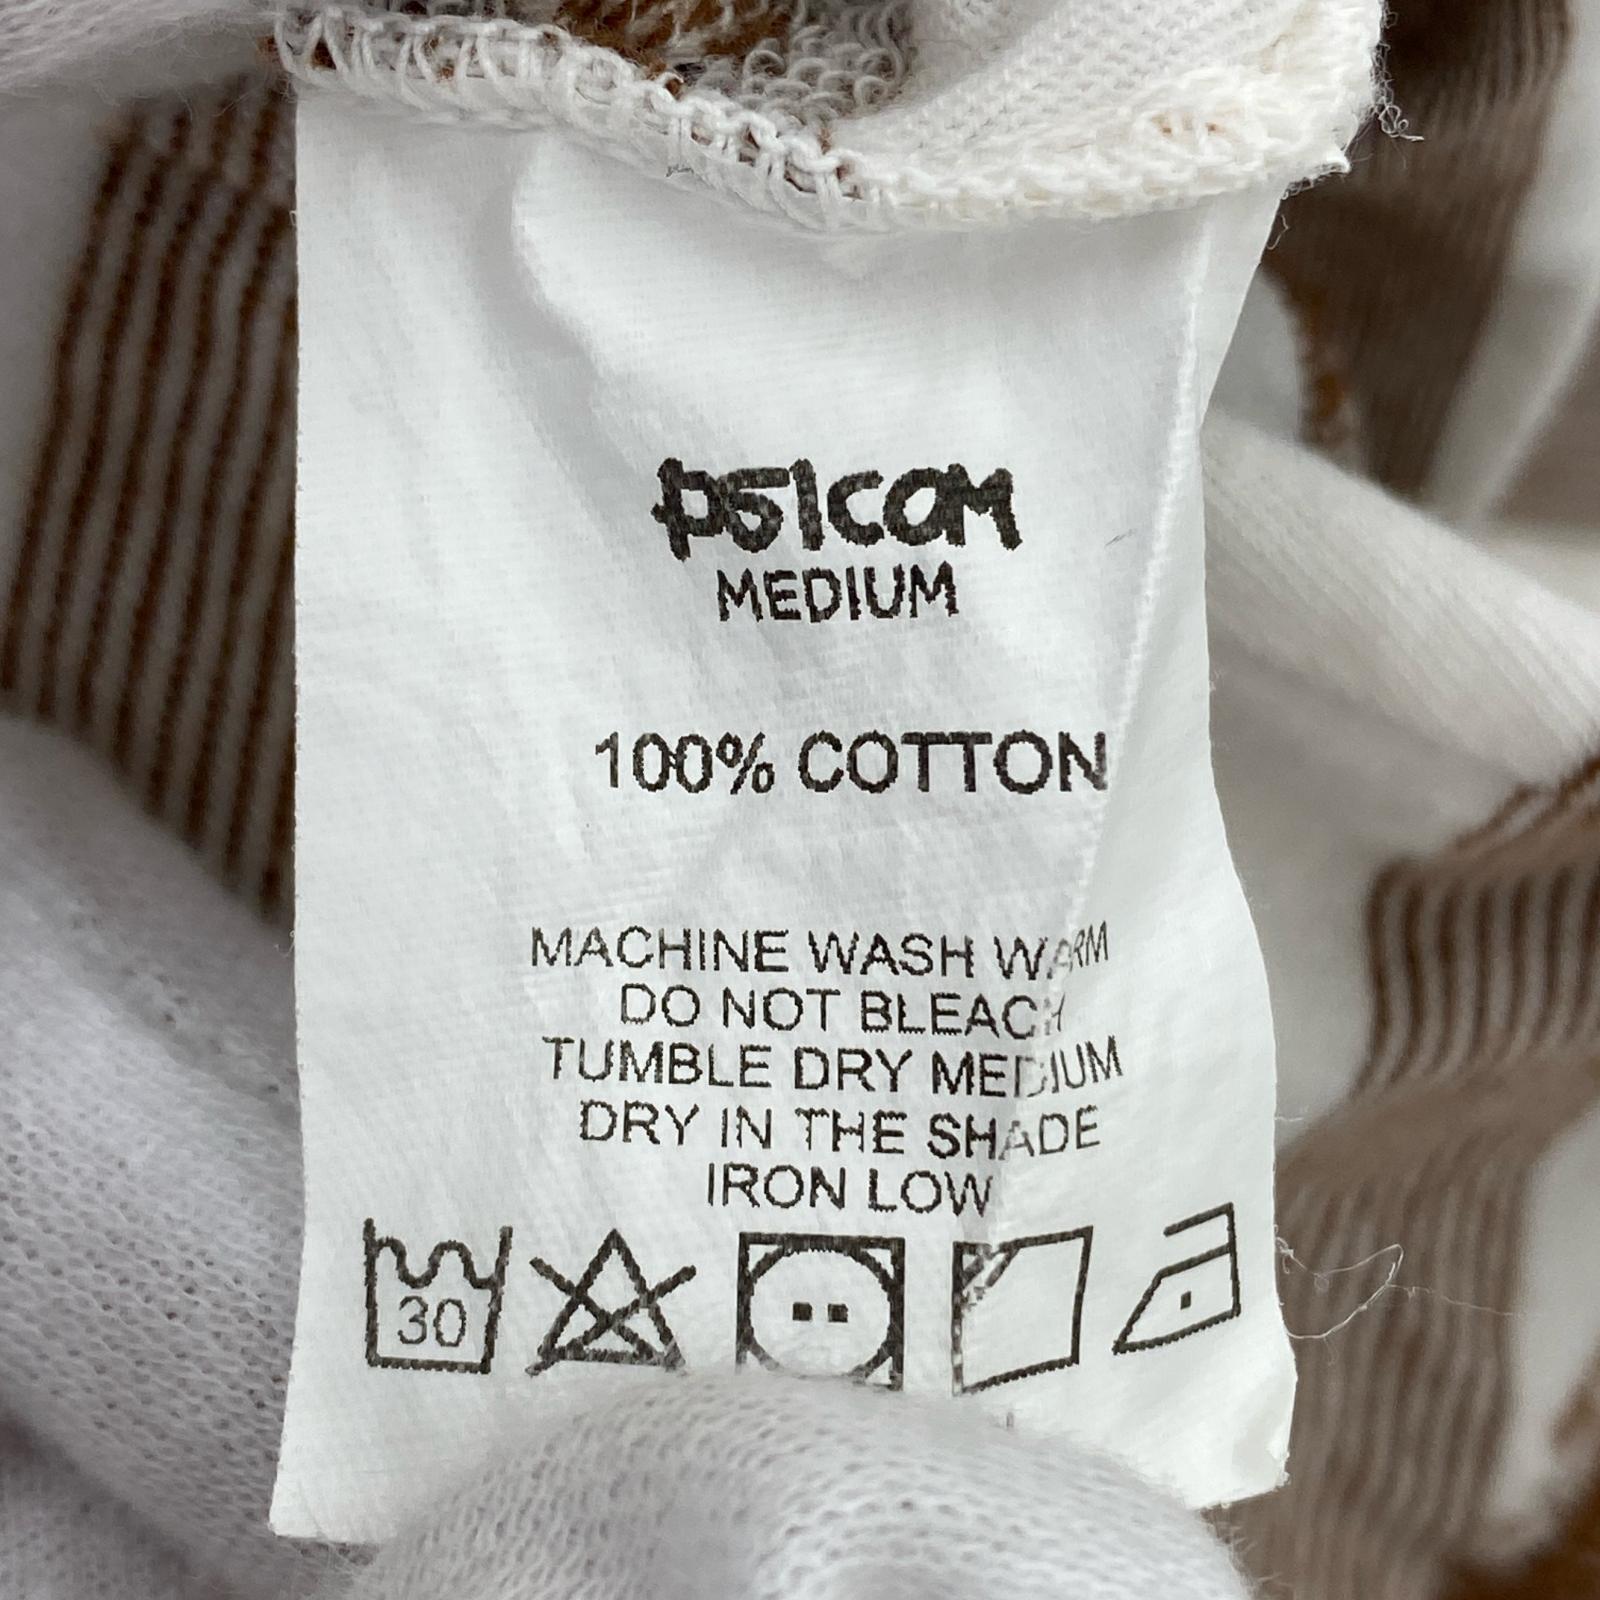 psicom
MEDIUM
100% COTTON
MACHINE WASH WARM
DO NOT BLEACH
TUMBLE DRY MEDIUM
DRY IN THE SHADE
IRON LOW
30